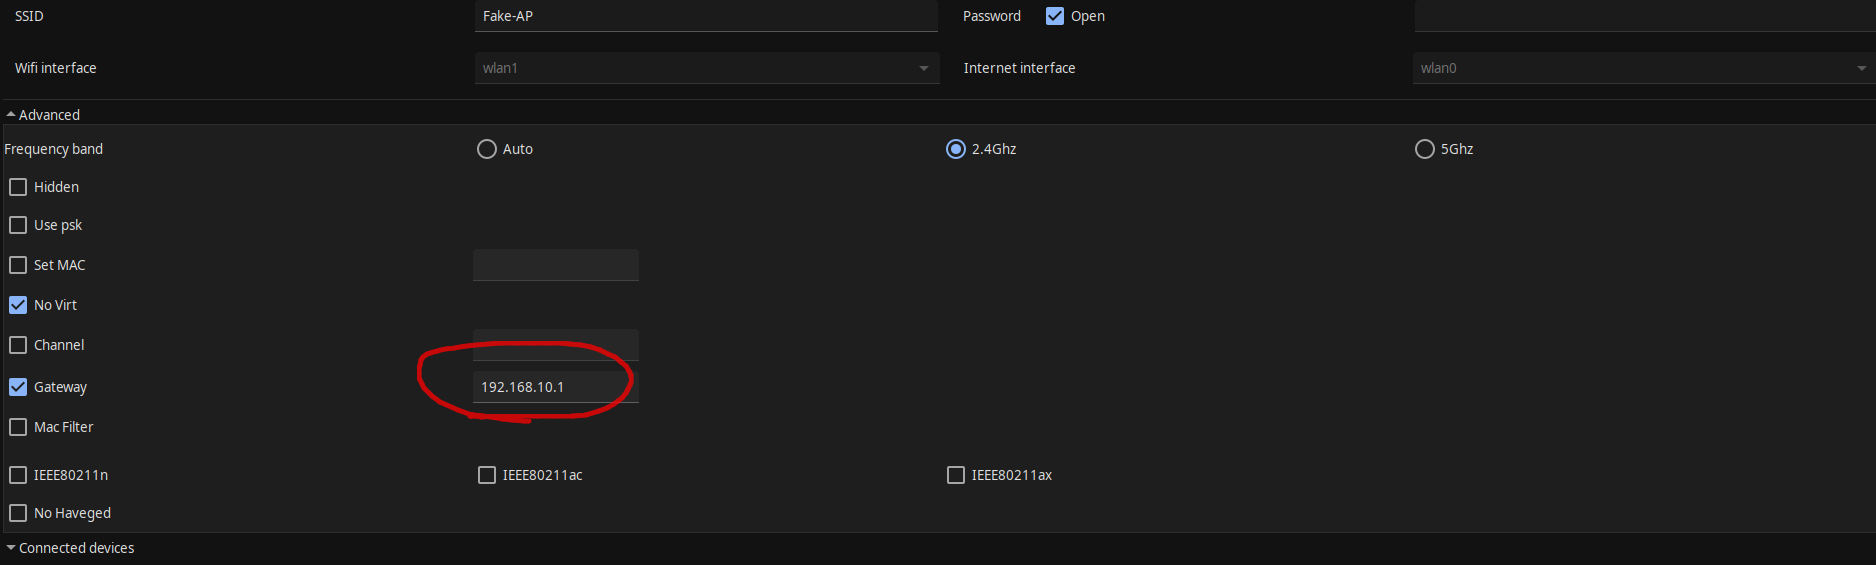 SSID Fake-AP Password Open
Wifi interface wlan1 Internet interface wlan0
Advanced
Frequency band Auto 2.4Ghz 5Ghz
Hidden
Use psk
Set MAC
No Virt
Channel
Gateway 192.168.10.1
Mac Filter
IEEE80211n IEEE80211ac IEEE80211ax
No Haveged
Connected devices